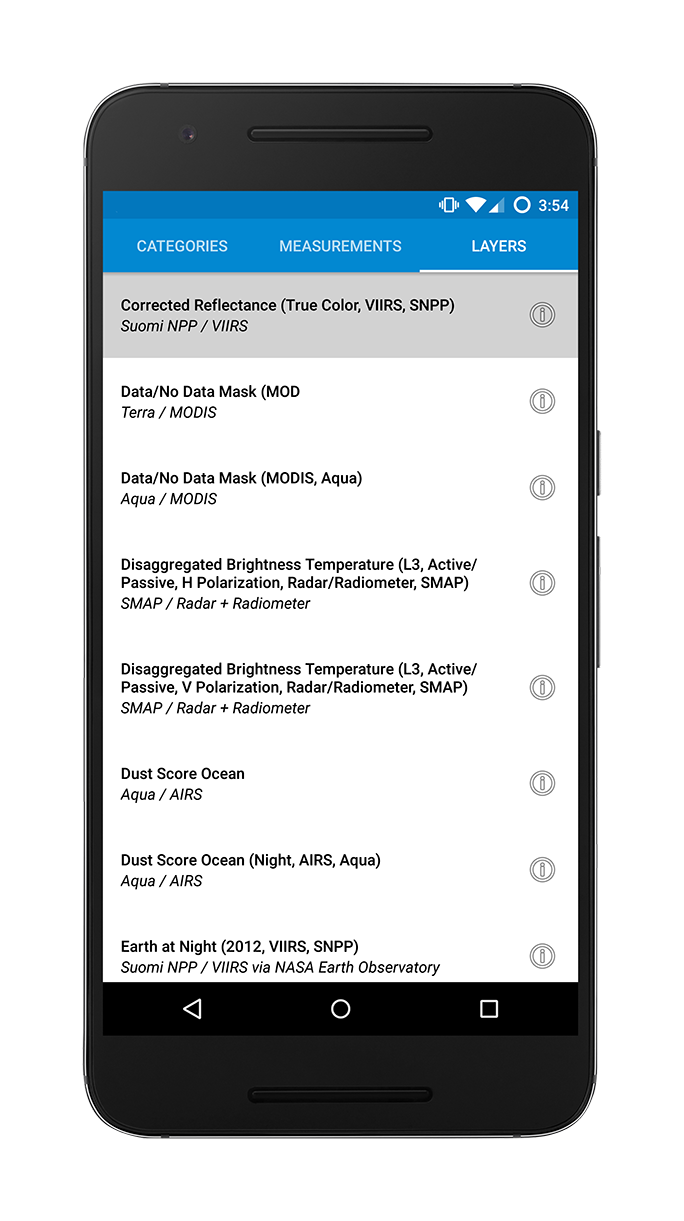 3:54
CATEGORIES MEASUREMENTS LAYERS
Corrected Reflectance (True Color, VIIRS, SNPP)
Suomi NPP / VIIRS
Data/No Data Mask (MOD
Terra / MODIS
Data/No Data Mask (MODIS, Aqua)
Aqua / MODIS
Disaggregated Brightness Temperature (L3, Active/
Passive, H Polarization, Radar/Radiometer, SMAP)
SMAP / Radar + Radiometer
Disaggregated Brightness Temperature (L3, Active/
Passive, V Polarization, Radar/Radiometer, SMAP)
SMAP / Radar + Radiometer
Dust Score Ocean
Aqua / AIRS
Dust Score Ocean (Night, AIRS, Aqua)
Aqua / AIRS
Earth at Night (2012, VIIRS, SNPP)
Suomi NPP / VIIRS via NASA Earth Observatory